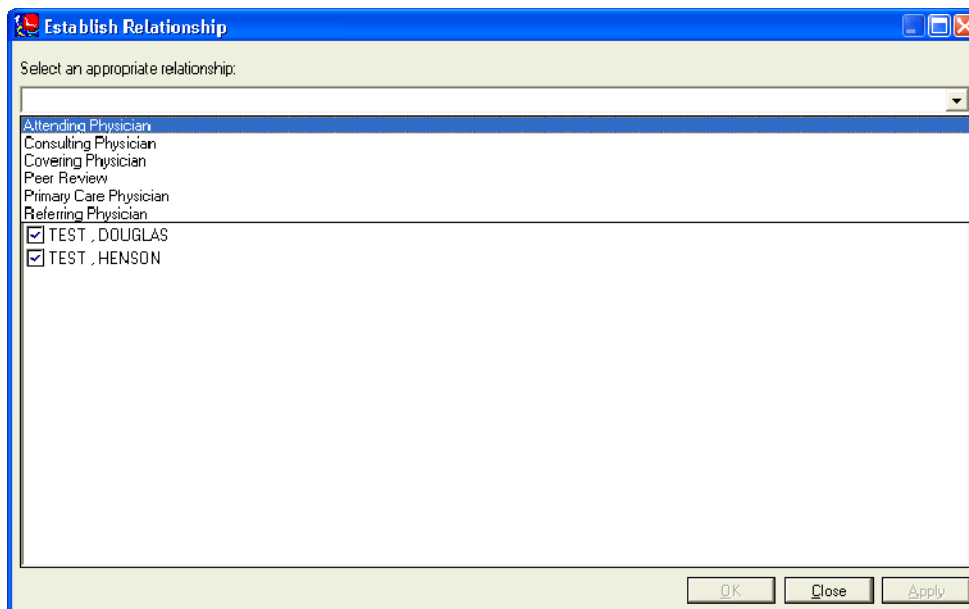 Establish Relationship
Select an appropriate relationship:
Attending Physician
Consulting Physician
Covering Physician
Peer Review
Primary Care Physician
Referring Physician
TEST , DOUGLAS
TEST , HENSON
OK Close Apply